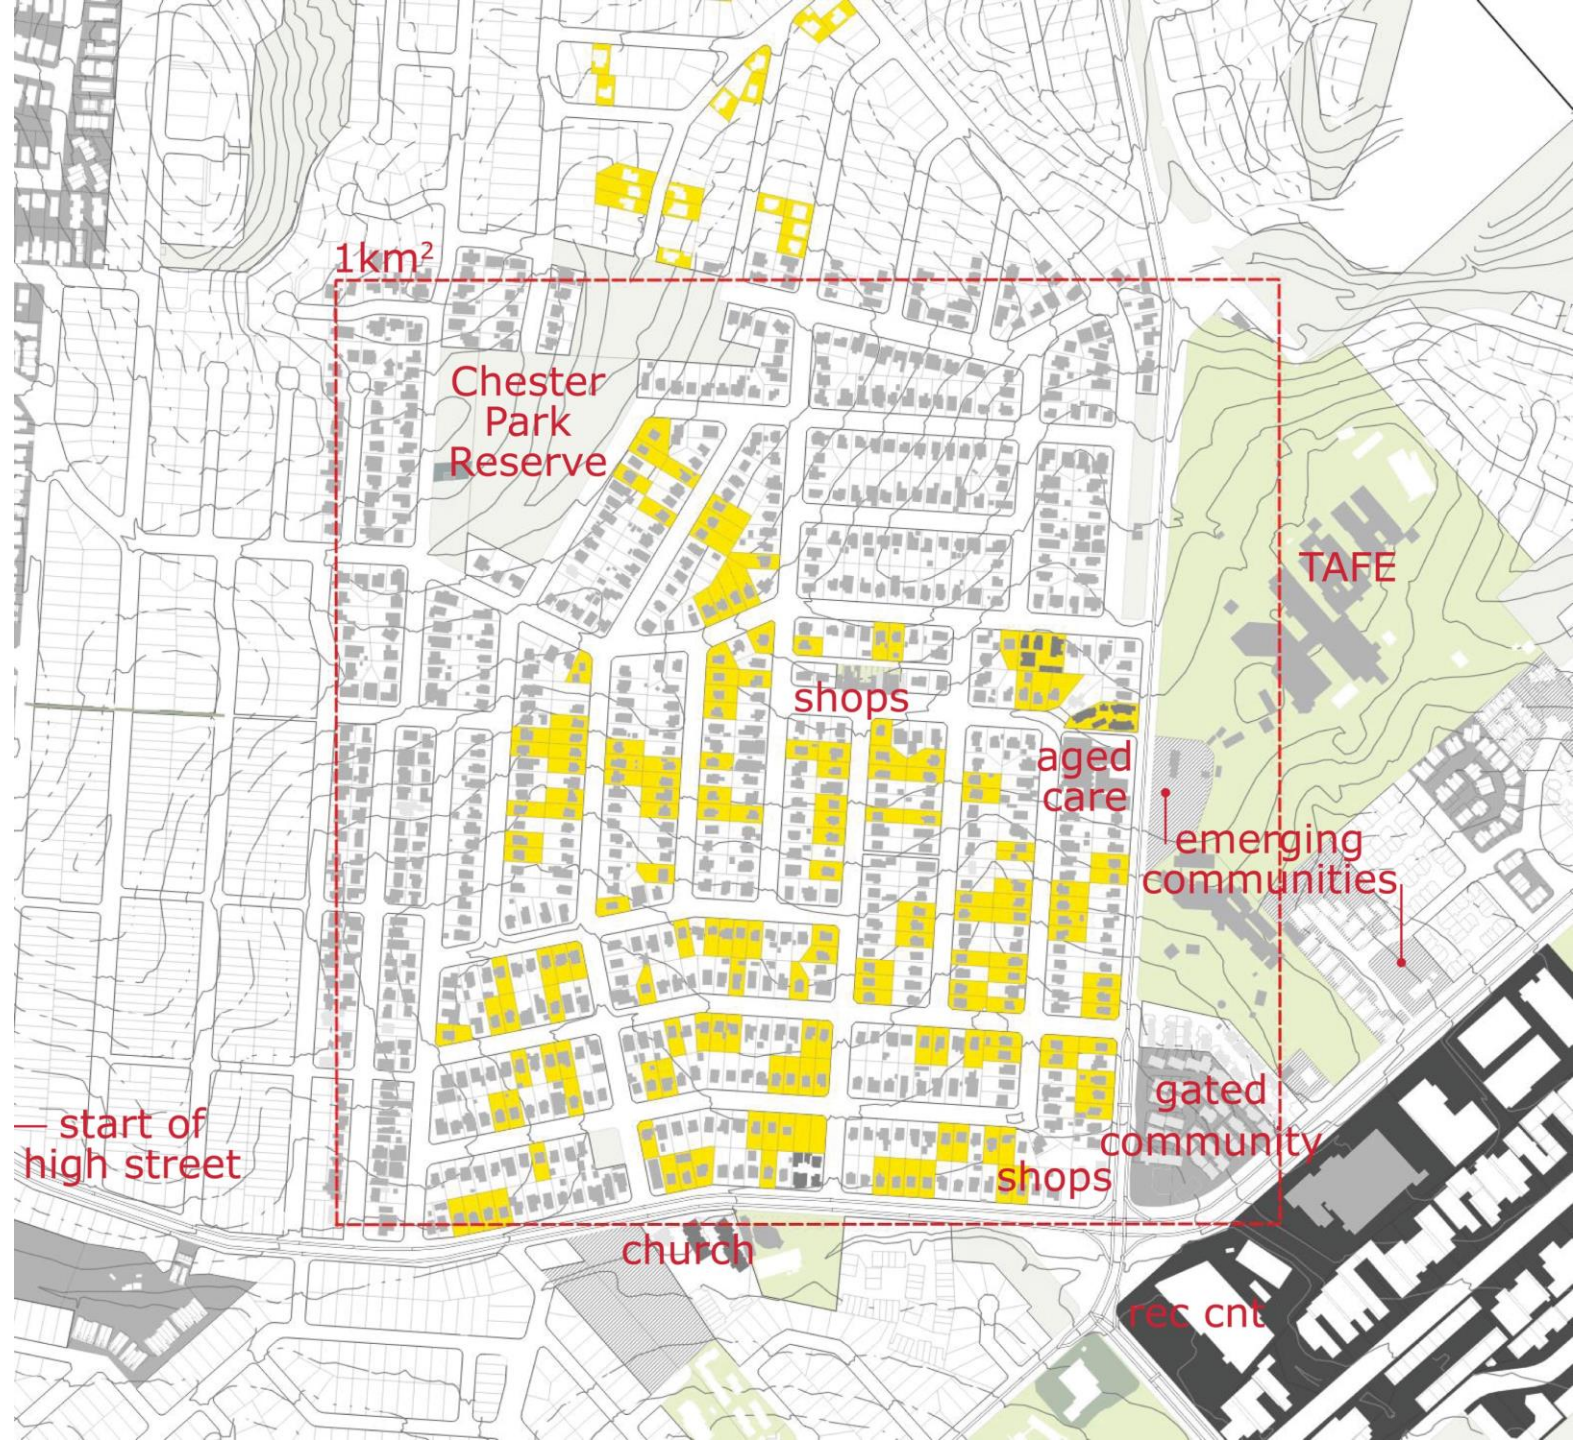 1km²
Chester
Park
Reserve
TAFE
shops
aged
care
emerging
communities
gated
community
start of
high street
shops
church
rec cnt